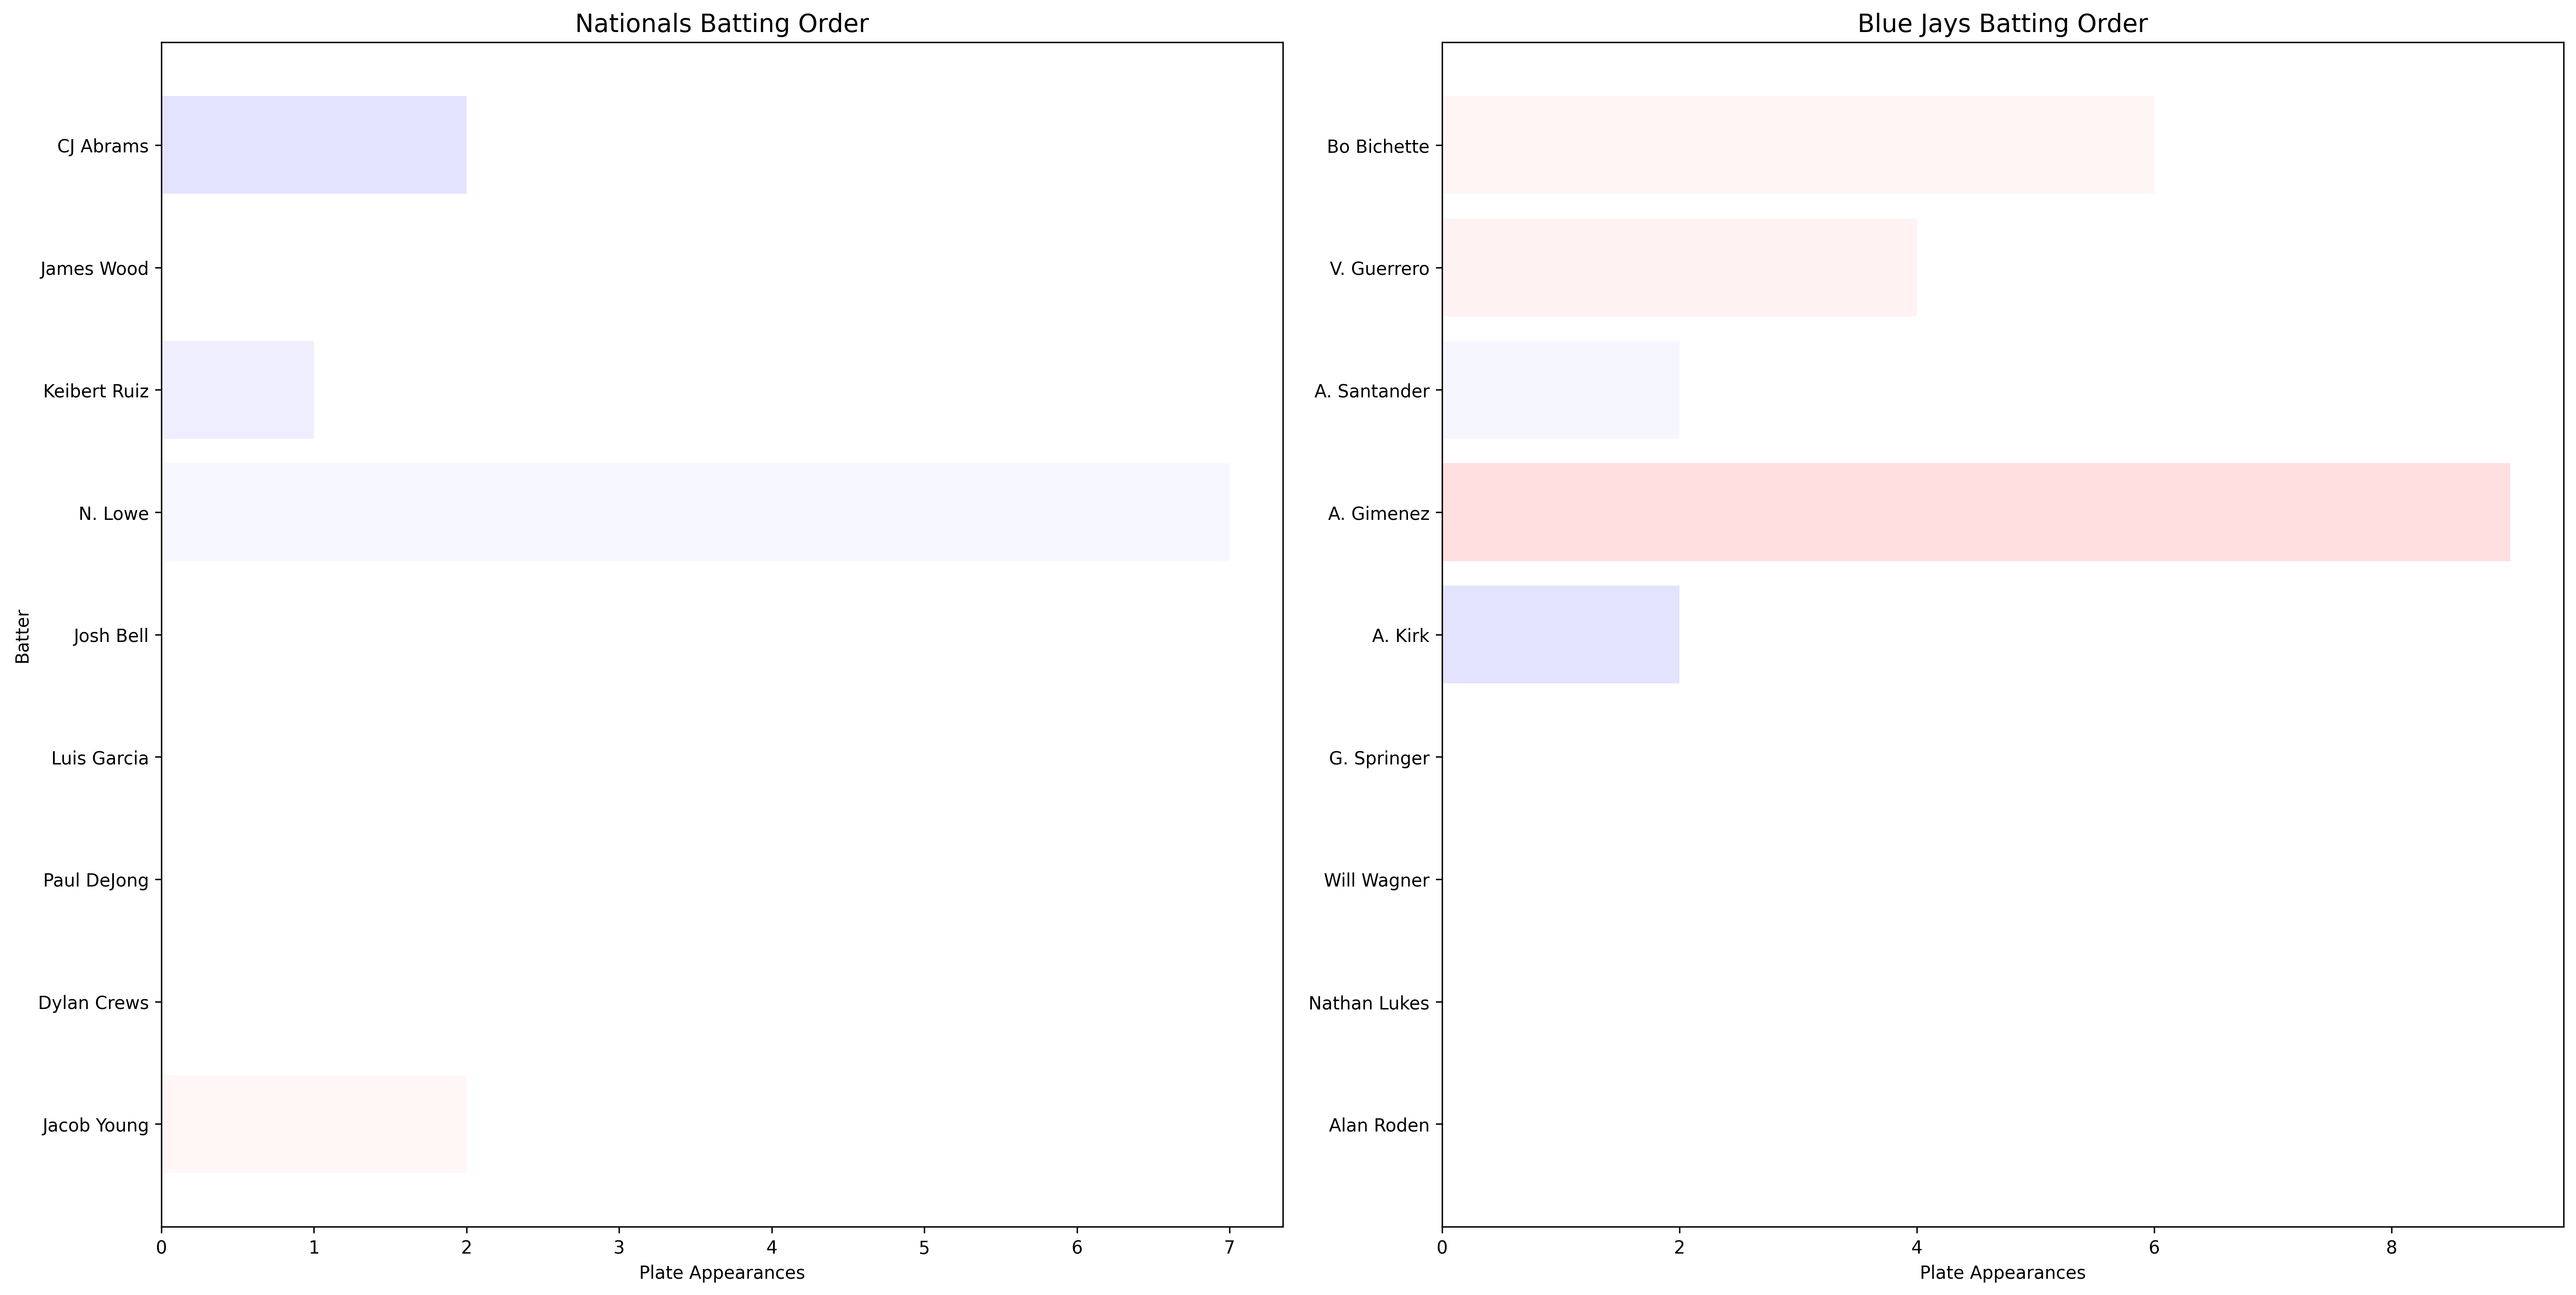 Nationals Batting Order
Batter
CJ Abrams
James Wood
Keibert Ruiz
N. Lowe
Josh Bell
Luis Garcia
Paul DeJong
Dylan Crews
Jacob Young
0 1 2 3 4 5 6 7
Plate Appearances
Blue Jays Batting Order
Bo Bichette
V. Guerrero
A. Santander
A. Gimenez
A. Kirk
G. Springer
Will Wagner
Nathan Lukes
Alan Roden
0 2 4 6 8
Plate Appearances